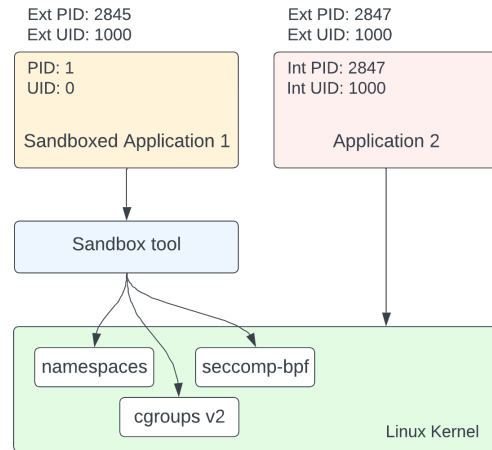 Ext PID: 2845
Ext UID: 1000
Ext PID: 2847
Ext UID: 1000
PID: 1
UID: 0
Sandboxed Application 1
Int PID: 2847
Int UID: 1000
Application 2
Sandbox tool
namespaces
seccomp-bpf
cgroups v2
Linux Kernel